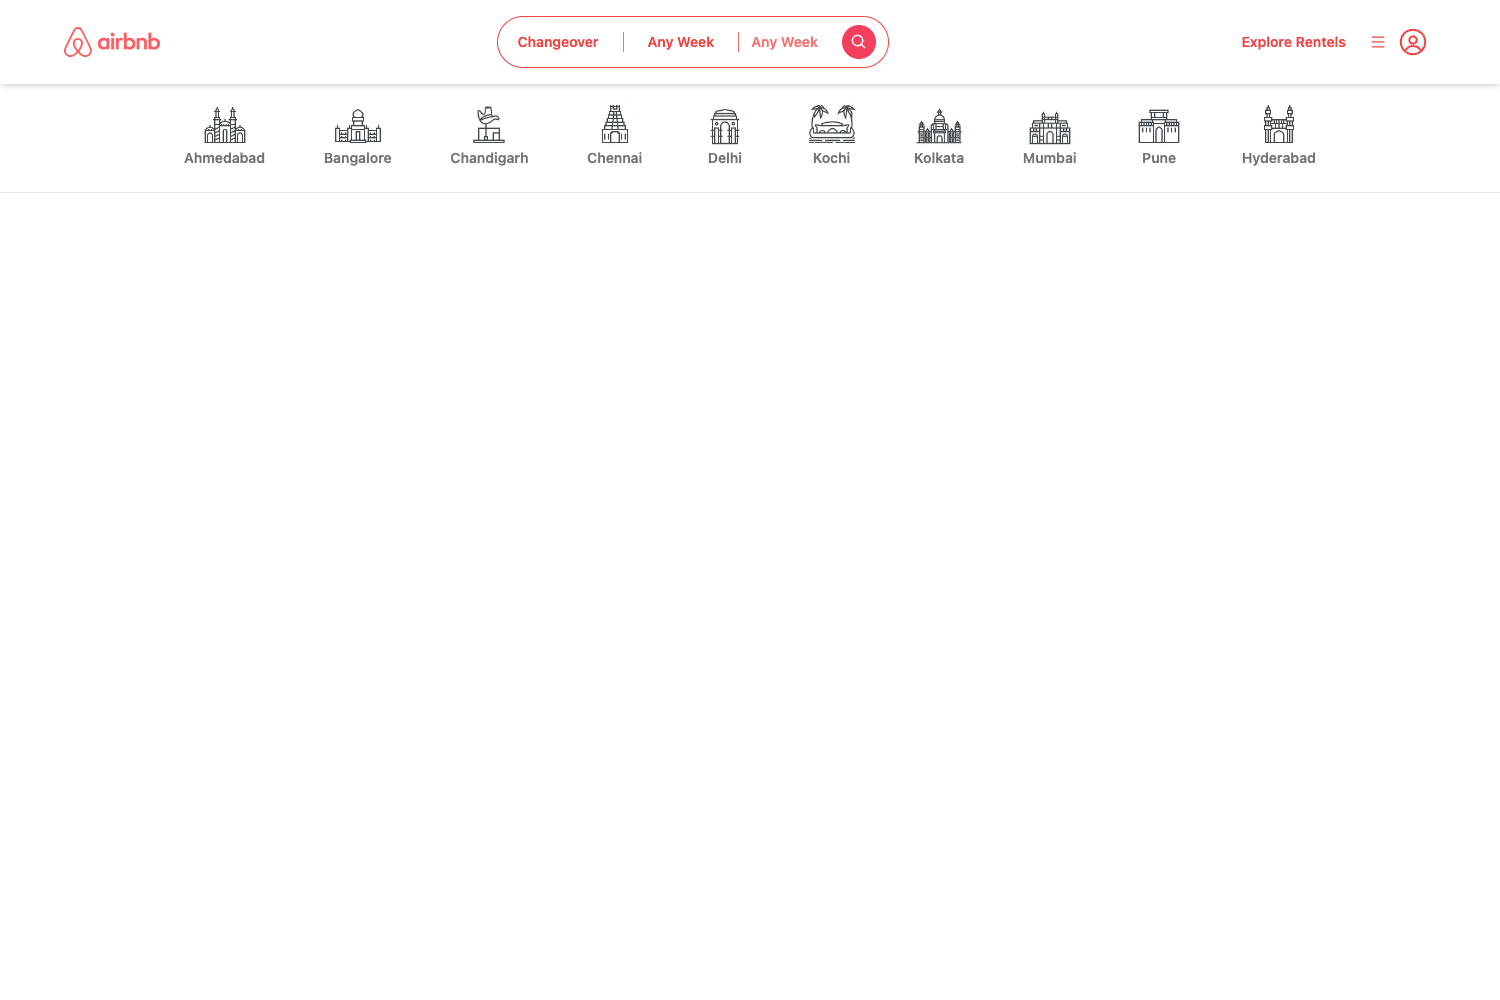 airbnb
Changeover Any Week Any Week
Explore Rentels
Ahmedabad Bangalore Chandigarh Chennai Delhi Kochi Kolkata Mumbai Pune Hyderabad